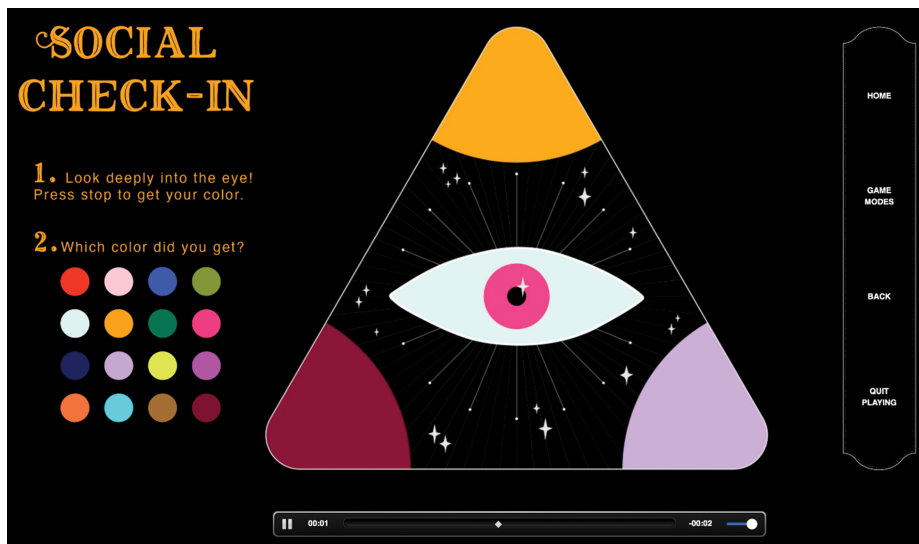 SOCIAL
CHECK-IN
1. Look deeply into the eye!
Press stop to get your color.
2. Which color did you get?
HOME
GAME
MODES
BACK
QUIT
PLAYING
00:01
-00:02